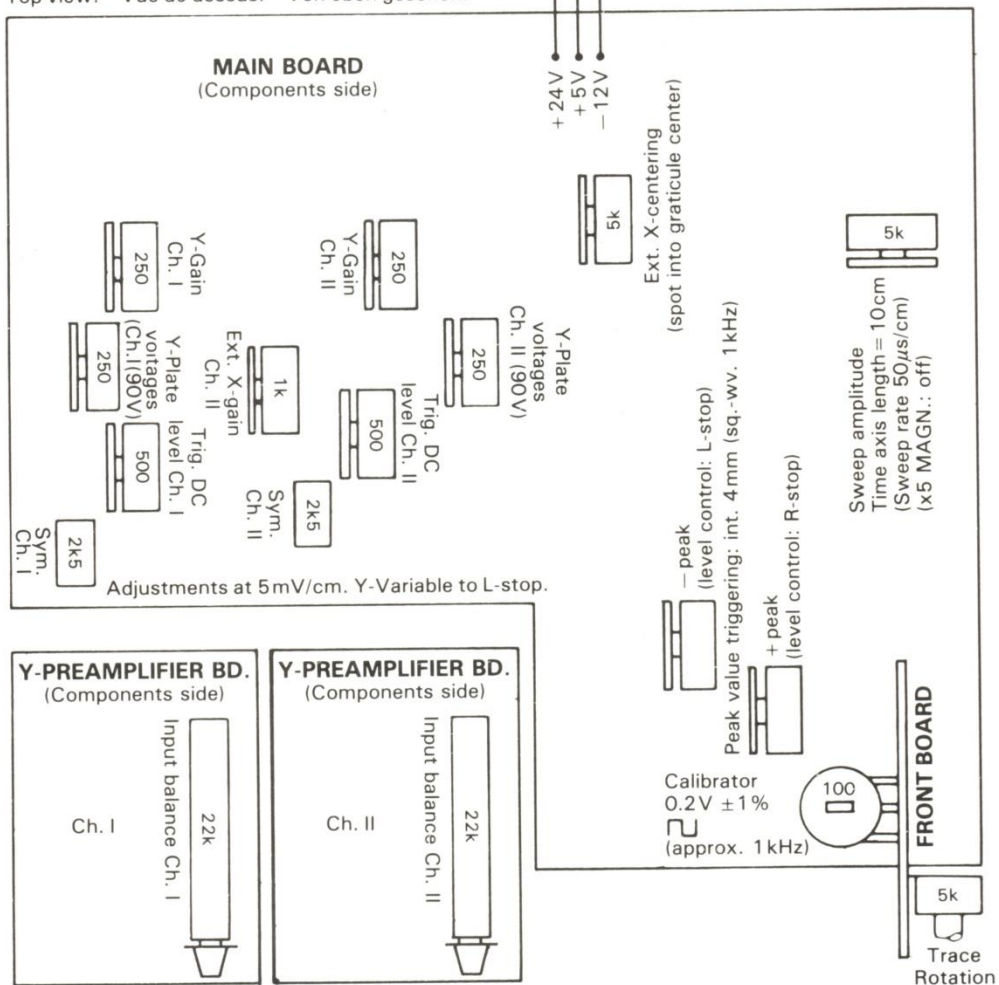 Top view.
MAIN BOARD
(Components side)
+ 24V
+ 5V
− 12V
5k
Ext. X-centering
(spot into graticule center)
5k
Sweep amplitude
Time axis length = 10cm
(Sweep rate 50µs/cm)
(x5 MAGN.: off)
250
Y-Gain
Ch. I
250
Y-Gain
Ch. II
250
Y-Plate
voltages
(Ch.I(90V)
1k
Ext. X-gain
Ch. II
250
Y-Plate
voltages
Ch. II (90V)
500
Trig. DC
level Ch. I
500
Trig. DC
level Ch. II
2k5
Sym.
Ch. I
2k5
Sym.
Ch. II
Adjustments at 5mV/cm. Y-Variable to L-stop.
− peak
(level control: L-stop)
Peak value triggering: int. 4mm (sq.-wv. 1kHz)
+ peak
(level control: R-stop)
Y-PREAMPLIFIER BD.
(Components side)
Ch. I
Input balance Ch. I
22k
Y-PREAMPLIFIER BD.
(Components side)
Ch. II
Input balance Ch. II
22k
Calibrator
0.2V ±1%
(approx. 1kHz)
100
FRONT BOARD
5k
Trace
Rotation